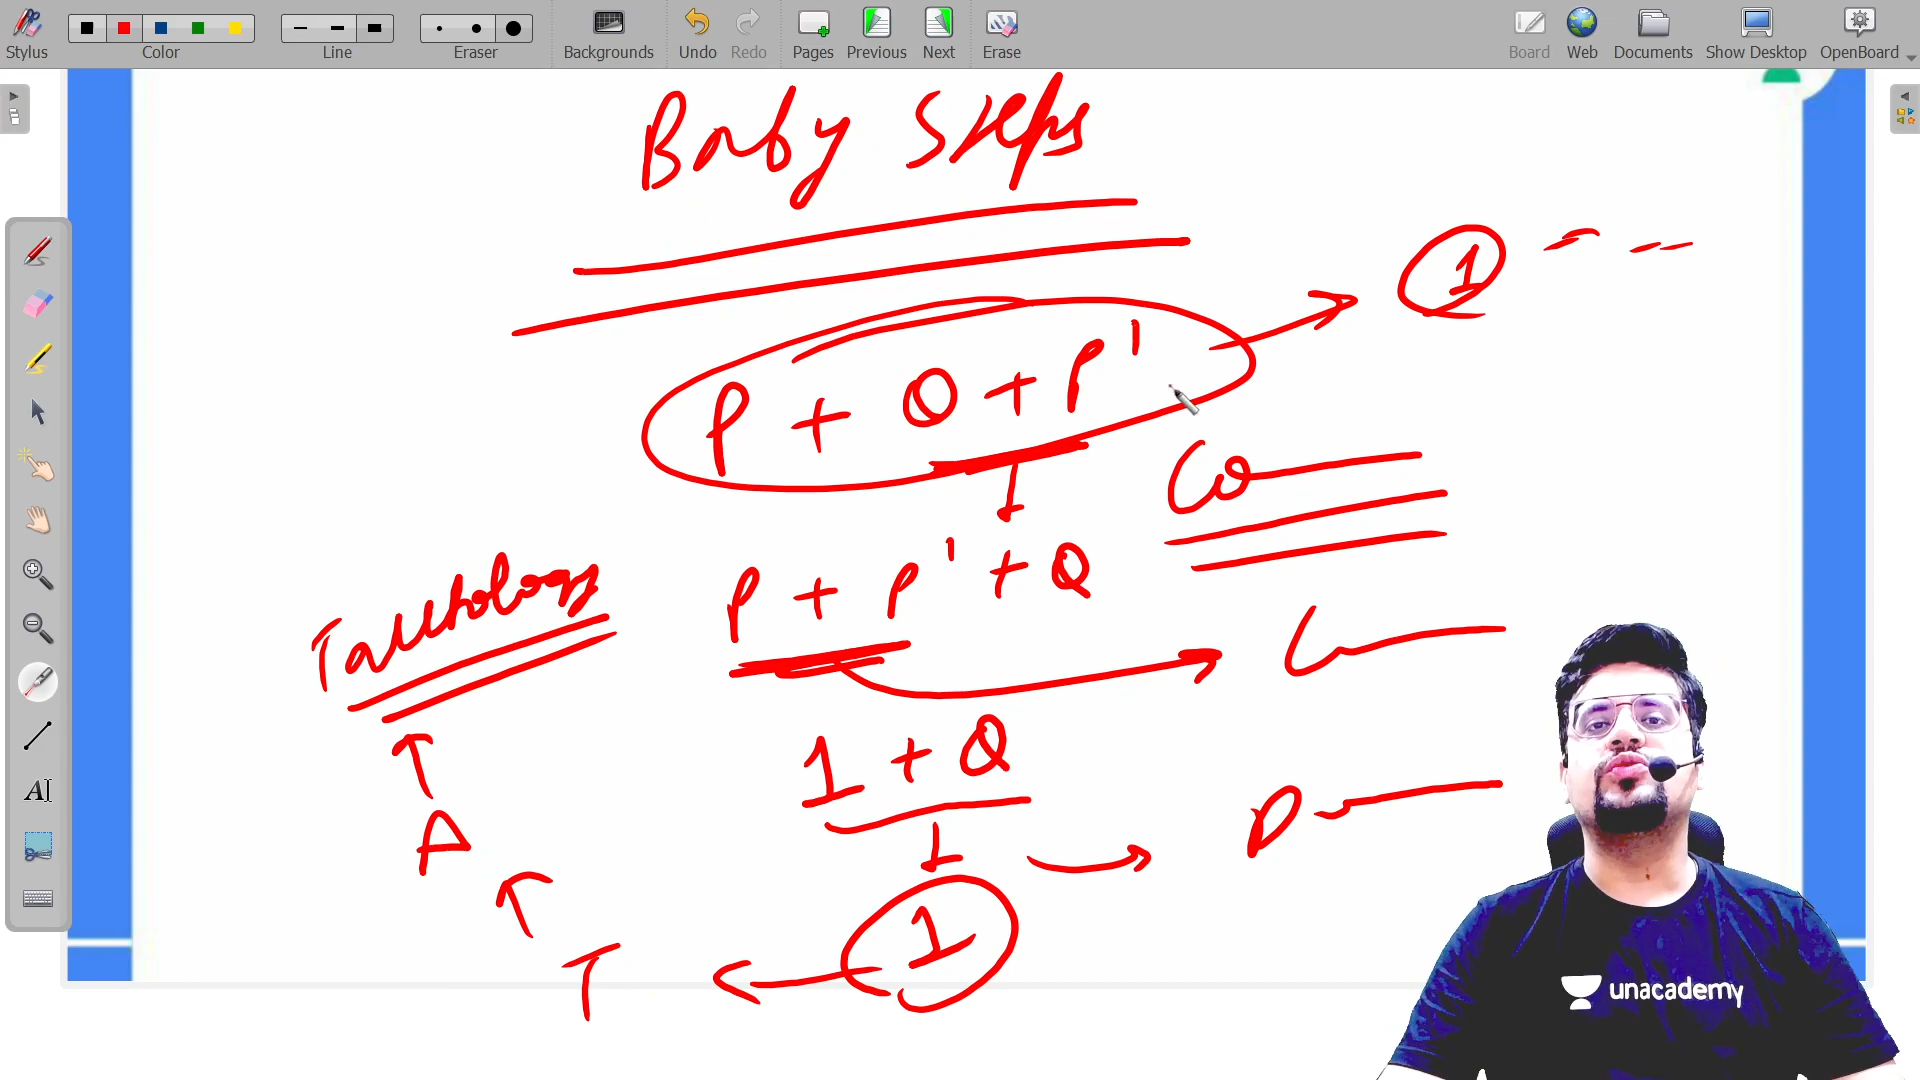 Stylus
Color
Line
Eraser
Backgrounds
Undo
Redo
Pages
Previous
Next
Erase
Board
Web
Documents
Show Desktop
OpenBoard
Baby Steps
P + Q + P'
1
Co
P + P' + Q
Tautology
1 + Q
A
D
1
T
AI
unacademy